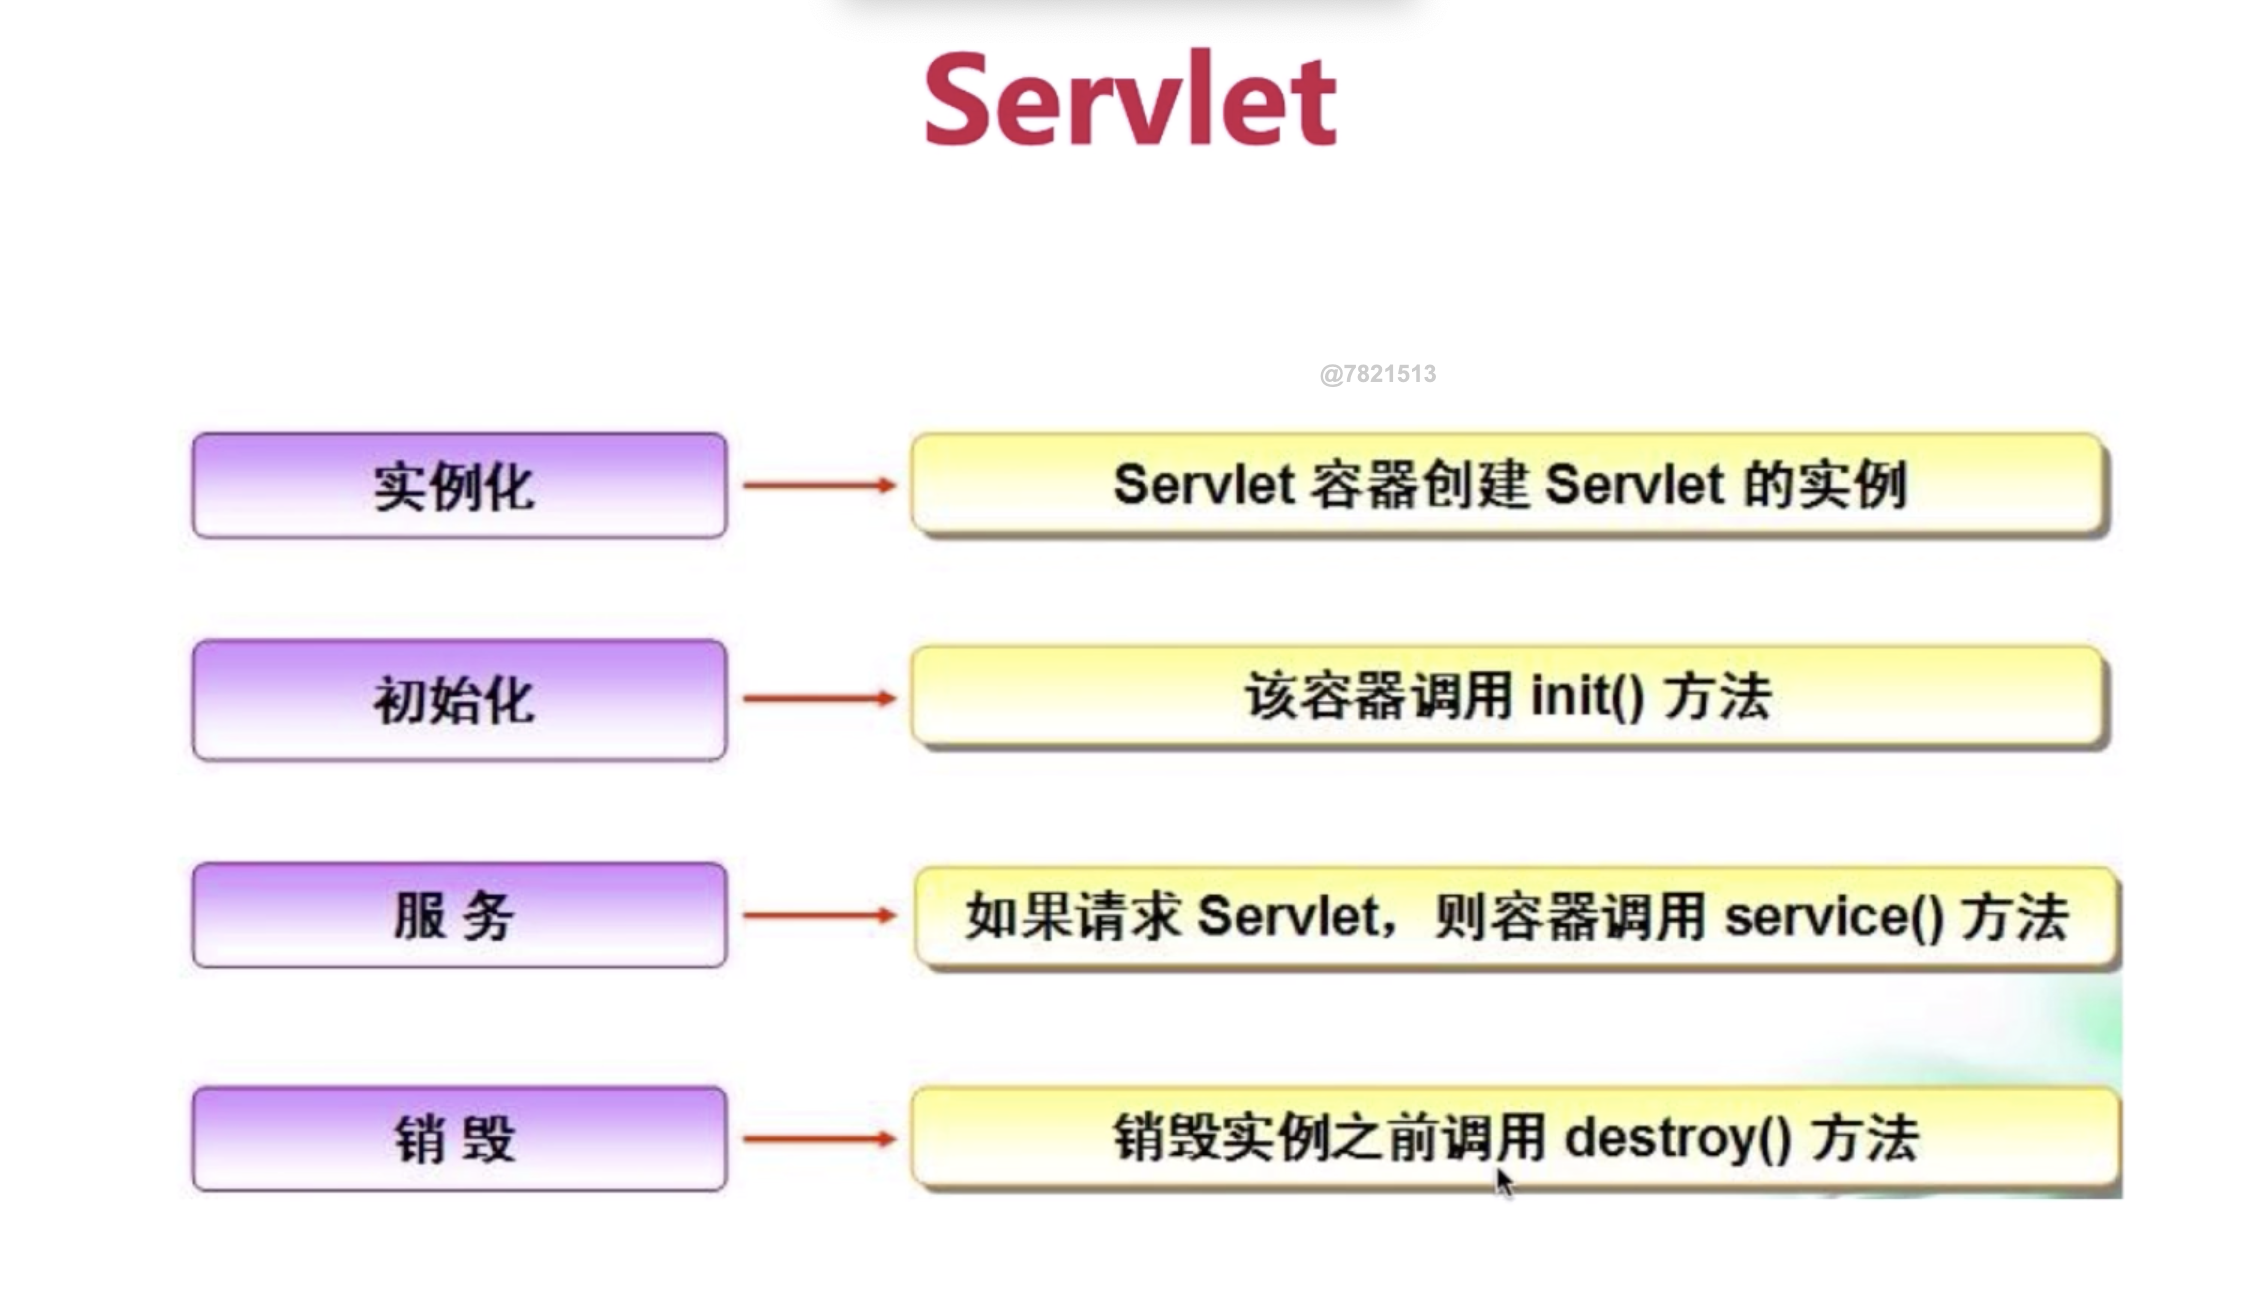 Servlet
@7821513
实例化
Servlet 容器创建 Servlet 的实例
初始化
该容器调用 init() 方法
服 务
如果请求 Servlet，则容器调用 service() 方法
销 毁
销毁实例之前调用 destroy() 方法